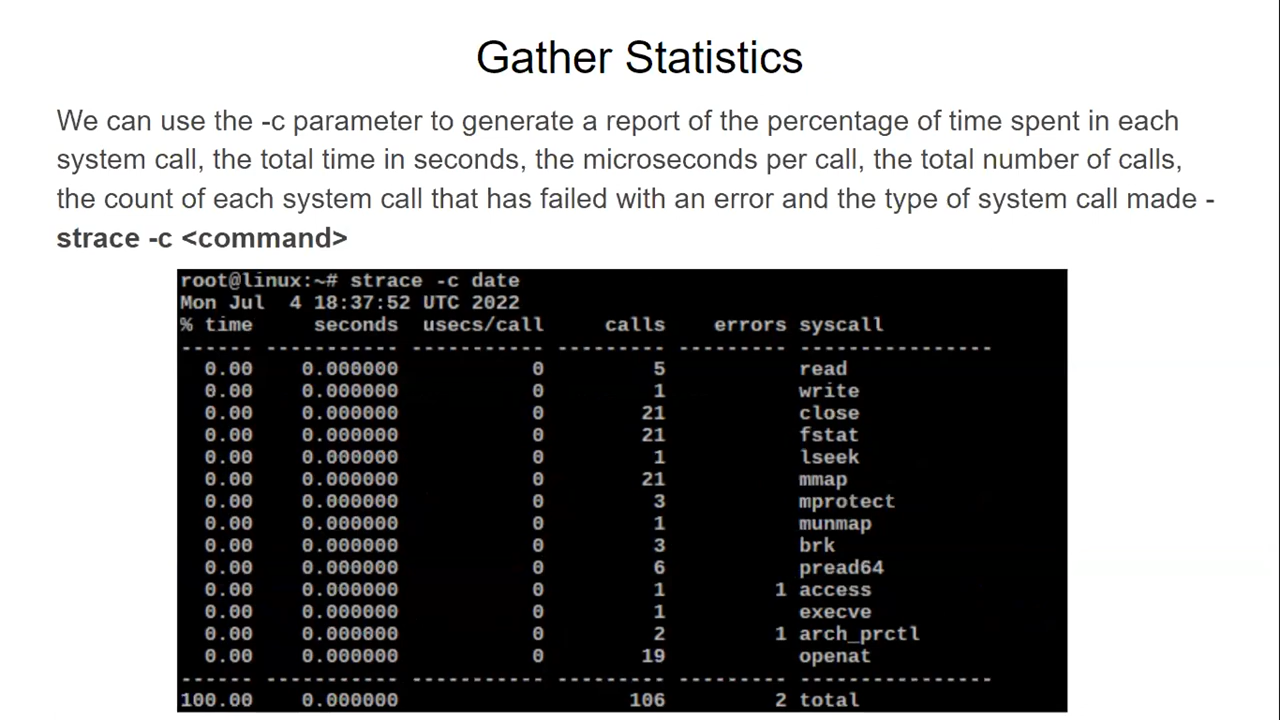 Gather Statistics
We can use the -c parameter to generate a report of the percentage of time spent in each
system call, the total time in seconds, the microseconds per call, the total number of calls,
the count of each system call that has failed with an error and the type of system call made -
strace -c <command>
root@linux:~# strace -c date
Mon Jul  4 18:37:52 UTC 2022
% time     seconds  usecs/call     calls    errors syscall
------ ----------- ----------- --------- --------- ----------------
  0.00    0.000000           0         5           read
  0.00    0.000000           0         1           write
  0.00    0.000000           0        21           close
  0.00    0.000000           0        21           fstat
  0.00    0.000000           0         1           lseek
  0.00    0.000000           0        21           mmap
  0.00    0.000000           0         3           mprotect
  0.00    0.000000           0         1           munmap
  0.00    0.000000           0         3           brk
  0.00    0.000000           0         6           pread64
  0.00    0.000000           0         1         1 access
  0.00    0.000000           0         1           execve
  0.00    0.000000           0         2         1 arch_prctl
  0.00    0.000000           0        19           openat
------ ----------- ----------- --------- --------- ----------------
100.00    0.000000                   106         2 total